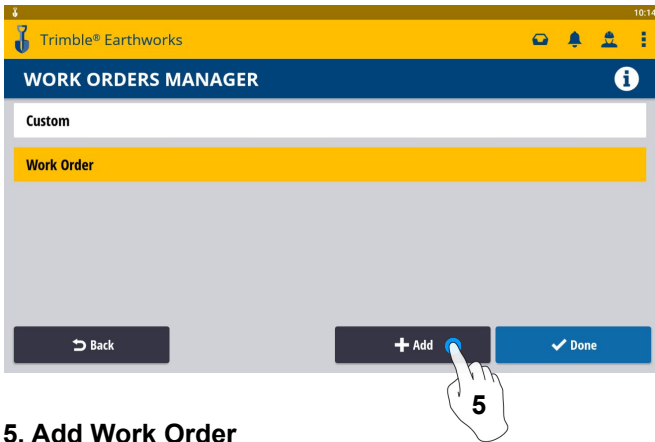 10:14
Trimble® Earthworks
WORK ORDERS MANAGER
Custom
Work Order
Back
+ Add
Done
5
5. Add Work Order